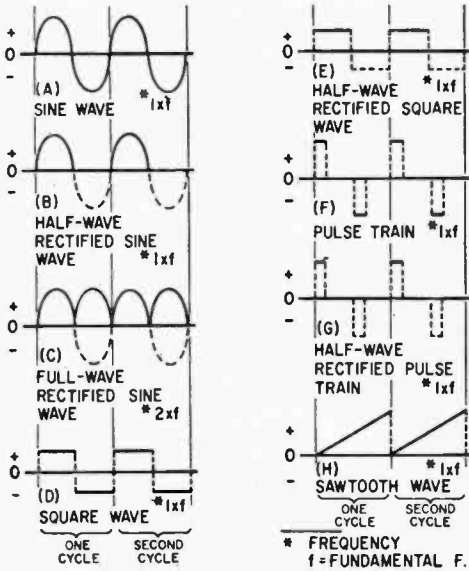 +
0
-
(A)
SINE WAVE
* 1xf
+
0
-
(B)
HALF-WAVE
RECTIFIED SINE
WAVE * 1xf
+
0
-
(C)
FULL-WAVE
RECTIFIED SINE
WAVE * 2xf
+
0
-
(D)
* 1xf
SQUARE WAVE
ONE
CYCLE
SECOND
CYCLE
+
0
-
(E)
* 1xf
HALF-WAVE
RECTIFIED SQUARE
WAVE
+
0
-
(F)
PULSE TRAIN * 1xf
+
0
-
(G)
HALF-WAVE
RECTIFIED PULSE
TRAIN * 1xf
+
0
-
(H)
* 1xf
SAWTOOTH WAVE
ONE
CYCLE
SECOND
CYCLE
* FREQUENCY
f = FUNDAMENTAL F.